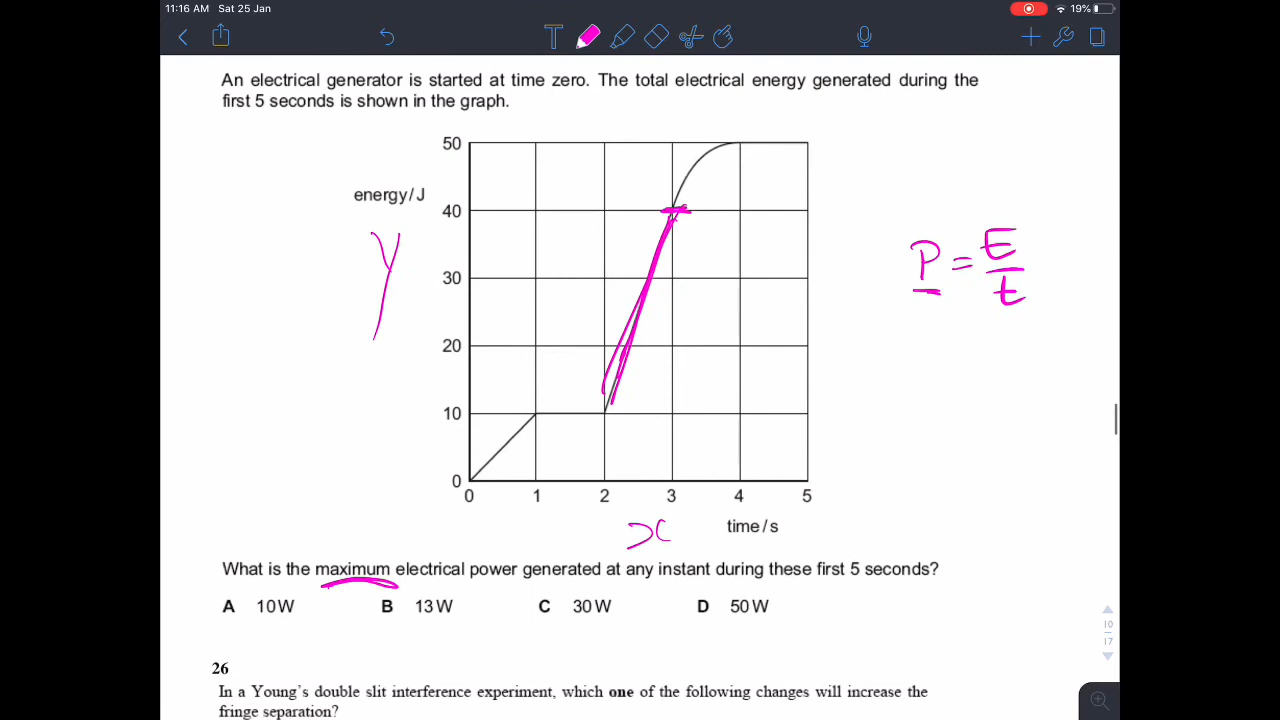 11:16 AM Sat 25 Jan 19%
T
An electrical generator is started at time zero. The total electrical energy generated during the
first 5 seconds is shown in the graph.
50
energy/J
40
30
20
10
0
0 1 2 3 4 5
time/s
y
x
P = E/t
What is the maximum electrical power generated at any instant during these first 5 seconds?
A 10W B 13W C 30W D 50W
10
17
26
In a Young's double slit interference experiment, which one of the following changes will increase the
fringe separation?